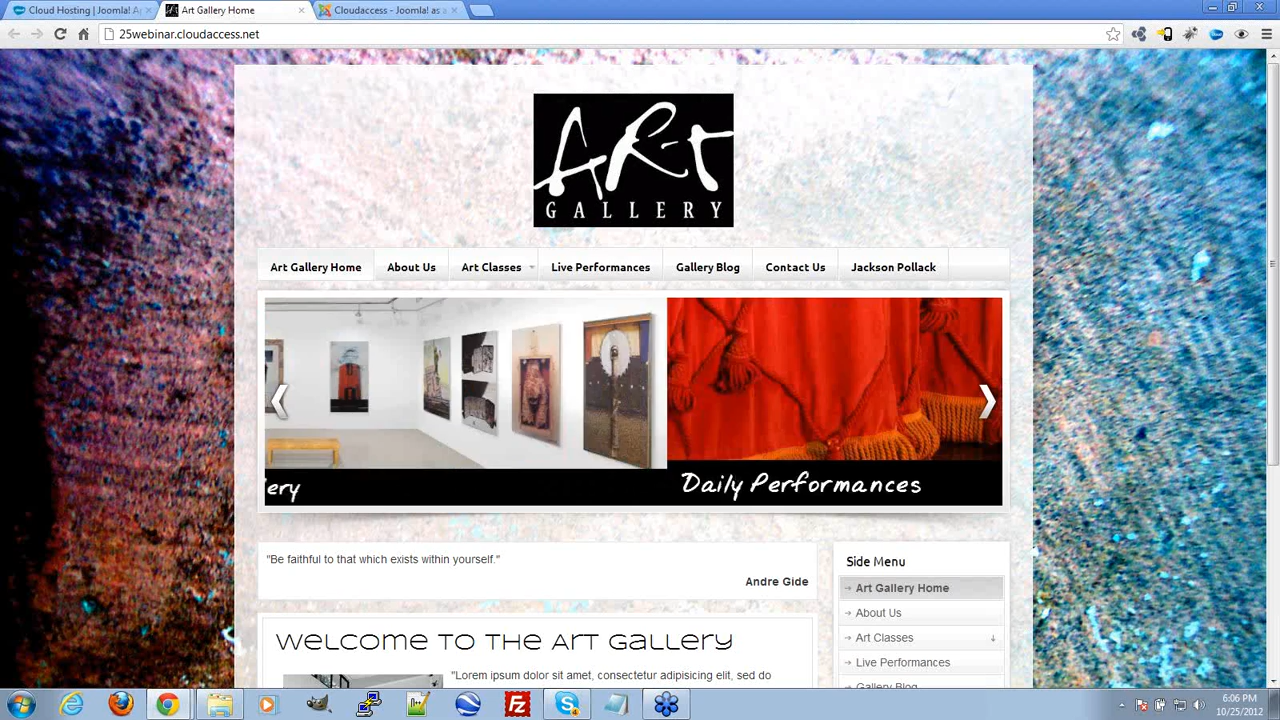 Cloud Hosting | Joomla! A
Art Gallery Home
Cloudaccess - Joomla! as a
25webinar.cloudaccess.net
ART
GALLERY
Art Gallery Home
About Us
Art Classes
Live Performances
Gallery Blog
Contact Us
Jackson Pollack
ery
Daily Performances
"Be faithful to that which exists within yourself."
Andre Gide
Side Menu
Art Gallery Home
About Us
Art Classes
Live Performances
Gallery Blog
Welcome To The Art Gallery
"Lorem ipsum dolor sit amet, consectetur adipisicing elit, sed do
6:06 PM
10/25/2012